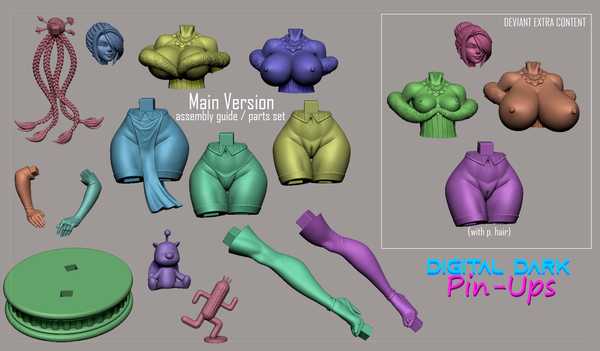 DEVIANT EXTRA CONTENT
Main Version
assembly guide / parts set
(with p. hair)
DIGITAL DARK
Pin-Ups